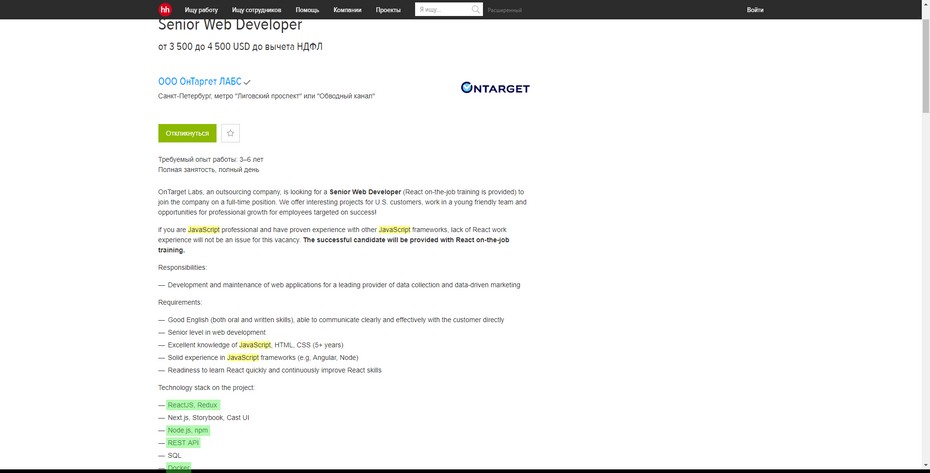 hh Ищу работу Ищу сотрудников Помощь Компании Проекты Я ищу... Расширенный Войти
Senior Web Developer
от 3 500 до 4 500 USD до вычета НДФЛ
ООО ОнТаргет ЛАБС
ONTARGET
Санкт-Петербург, метро "Лиговский проспект" или "Обводный канал"
Откликнуться
Требуемый опыт работы: 3–6 лет
Полная занятость, полный день
OnTarget Labs, an outsourcing company, is looking for a Senior Web Developer (React on-the-job training is provided) to
join the company on a full-time position. We offer interesting projects for U.S. customers, work in a young friendly team and
opportunities for professional growth for employees targeted on success!
if you are JavaScript professional and have proven experience with other JavaScript frameworks, lack of React work
experience will not be an issue for this vacancy. The successful candidate will be provided with React on-the-job
training.
Responsibilities:
— Development and maintenance of web applications for a leading provider of data collection and data-driven marketing
Requirements:
— Good English (both oral and written skills), able to communicate clearly and effectively with the customer directly
— Senior level in web development
— Excellent knowledge of JavaScript, HTML, CSS (5+ years)
— Solid experience in JavaScript frameworks (e.g, Angular, Node)
— Readiness to learn React quickly and continuously improve React skills
Technology stack on the project:
— ReactJS, Redux
— Next.js, Storybook, Cast UI
— Node.js, npm
— REST API
— SQL
— Docker